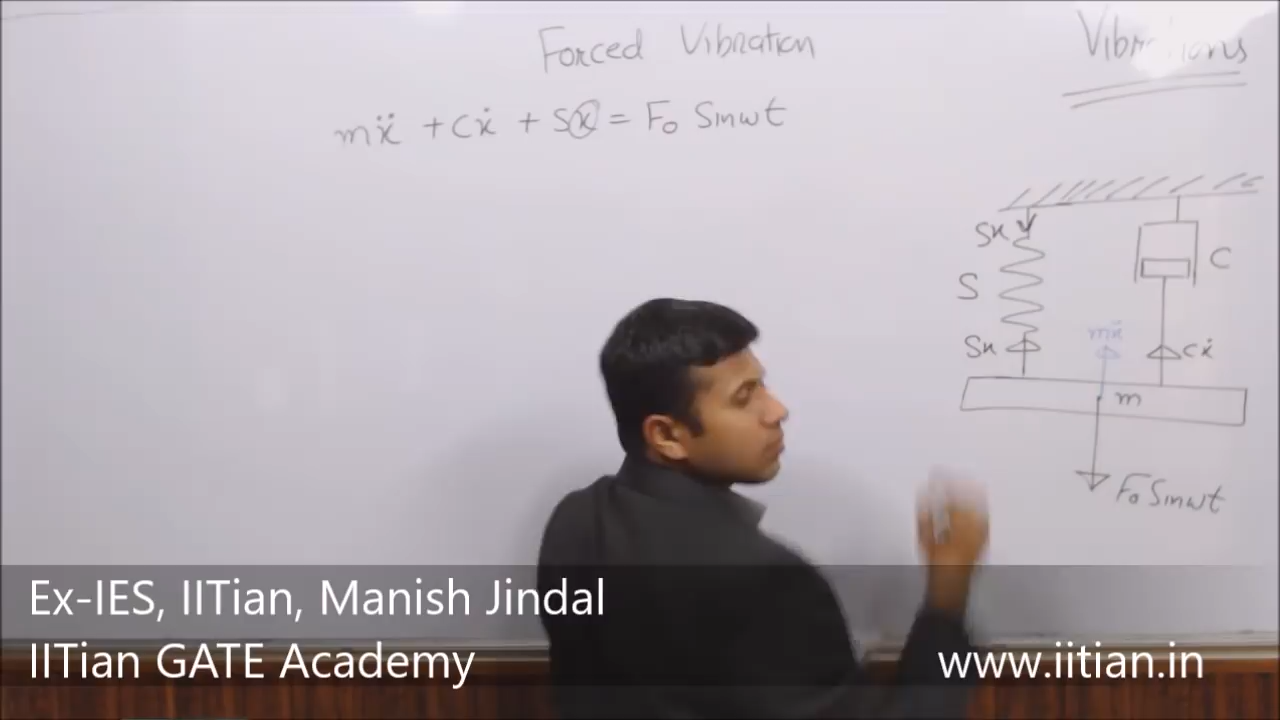 Forced Vibration
Vibrations
mẍ + cẋ + Sx = F₀ Sinωt
Sx
S
C
Sx
mẍ
cẋ
m
F₀ Sinωt
Ex-IES, IITian, Manish Jindal
IITian GATE Academy
www.iitian.in